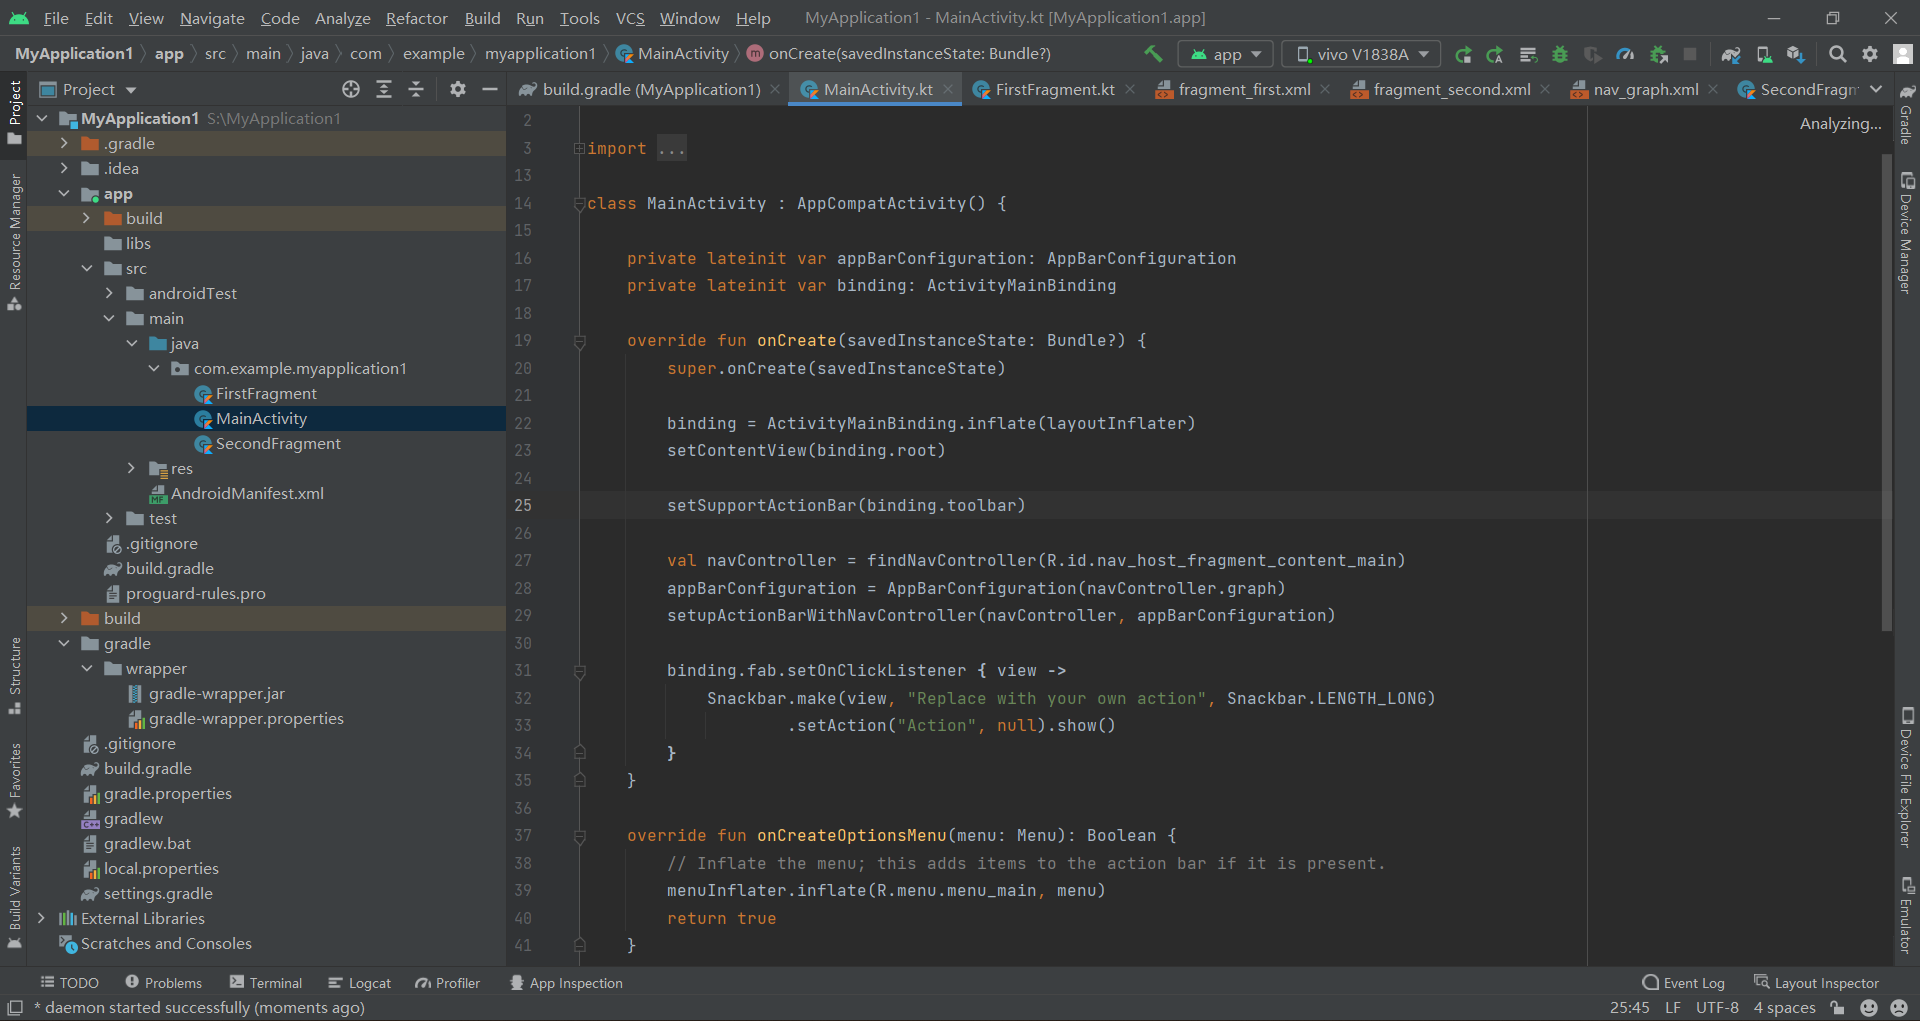 File Edit View Navigate Code Analyze Refactor Build Run Tools VCS Window Help MyApplication1 - MainActivity.kt [MyApplication1.app]
MyApplication1 app src main java com example myapplication1 MainActivity m onCreate(savedInstanceState: Bundle?) app vivo V1838A
Project
build.gradle (MyApplication1) MainActivity.kt FirstFragment.kt fragment_first.xml fragment_second.xml nav_graph.xml SecondFragm
Analyzing...
MyApplication1 S:\MyApplication1
.gradle
.idea
app
build
libs
src
androidTest
main
java
com.example.myapplication1
FirstFragment
MainActivity
SecondFragment
res
MF AndroidManifest.xml
test
.gitignore
build.gradle
proguard-rules.pro
build
gradle
wrapper
gradle-wrapper.jar
gradle-wrapper.properties
.gitignore
build.gradle
gradle.properties
C++ gradlew
gradlew.bat
local.properties
settings.gradle
External Libraries
Scratches and Consoles
2
3 import ...
13
14 class MainActivity : AppCompatActivity() {
15
16 private lateinit var appBarConfiguration: AppBarConfiguration
17 private lateinit var binding: ActivityMainBinding
18
19 override fun onCreate(savedInstanceState: Bundle?) {
20 super.onCreate(savedInstanceState)
21
22 binding = ActivityMainBinding.inflate(layoutInflater)
23 setContentView(binding.root)
24
25 setSupportActionBar(binding.toolbar)
26
27 val navController = findNavController(R.id.nav_host_fragment_content_main)
28 appBarConfiguration = AppBarConfiguration(navController.graph)
29 setupActionBarWithNavController(navController, appBarConfiguration)
30
31 binding.fab.setOnClickListener { view ->
32 Snackbar.make(view, "Replace with your own action", Snackbar.LENGTH_LONG)
33 .setAction("Action", null).show()
34 }
35 }
36
37 override fun onCreateOptionsMenu(menu: Menu): Boolean {
38 // Inflate the menu; this adds items to the action bar if it is present.
39 menuInflater.inflate(R.menu.menu_main, menu)
40 return true
41 }
Project
Resource Manager
Structure
Favorites
Build Variants
Gradle
Device Manager
Device File Explorer
Emulator
TODO Problems Terminal Logcat Profiler App Inspection Event Log Layout Inspector
* daemon started successfully (moments ago) 25:45 LF UTF-8 4 spaces